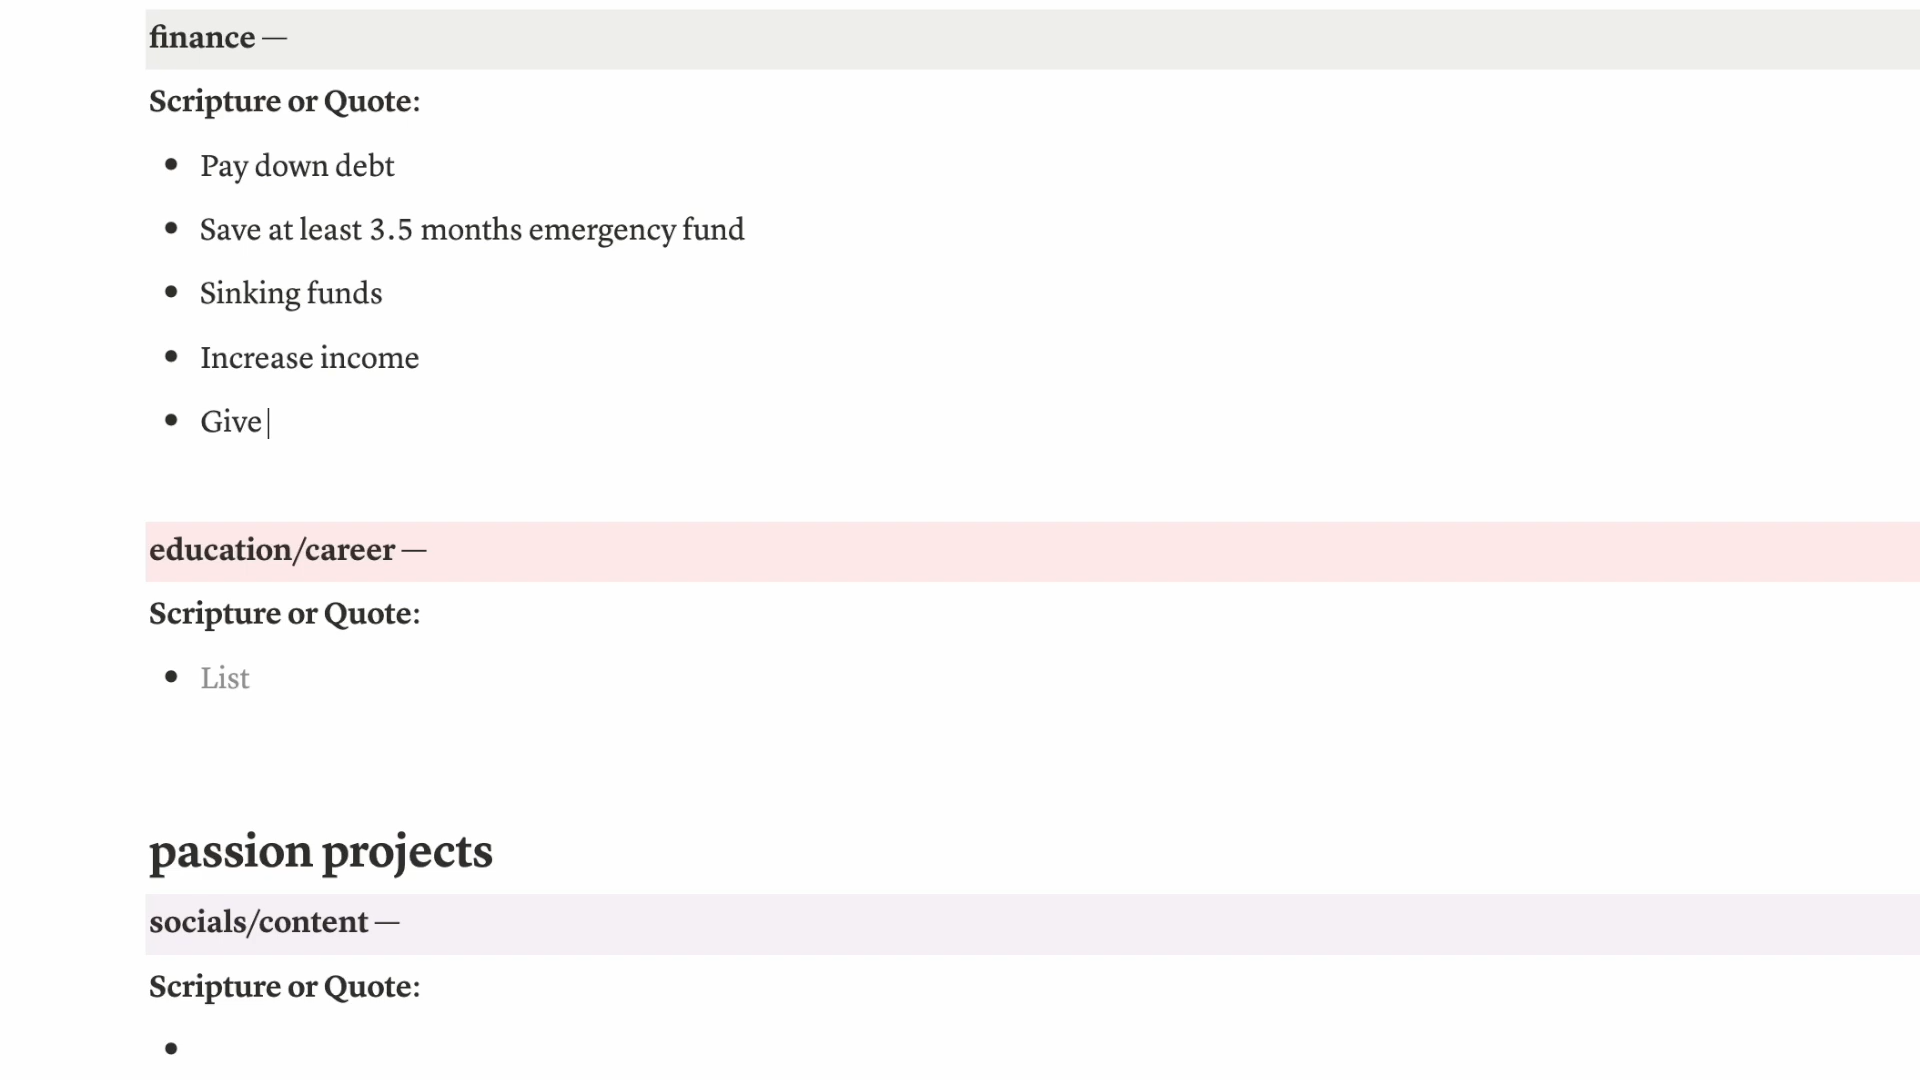 finance —
Scripture or Quote:
• Pay down debt
• Save at least 3.5 months emergency fund
• Sinking funds
• Increase income
• Give
education/career —
Scripture or Quote:
• List
passion projects
socials/content —
Scripture or Quote:
•